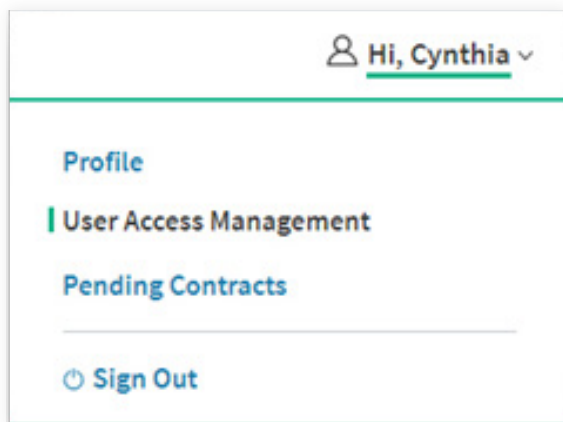 Hi, Cynthia
Profile
User Access Management
Pending Contracts
Sign Out